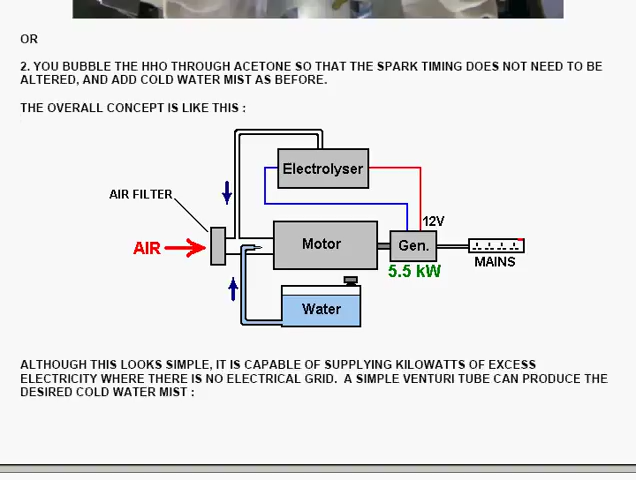 OR
2. YOU BUBBLE THE HHO THROUGH ACETONE SO THAT THE SPARK TIMING DOES NOT NEED TO BE
ALTERED, AND ADD COLD WATER MIST AS BEFORE.
THE OVERALL CONCEPT IS LIKE THIS :
Electrolyser
AIR FILTER
12V
AIR
Motor
Gen.
MAINS
5.5 kW
Water
ALTHOUGH THIS LOOKS SIMPLE, IT IS CAPABLE OF SUPPLYING KILOWATTS OF EXCESS
ELECTRICITY WHERE THERE IS NO ELECTRICAL GRID.  A SIMPLE VENTURI TUBE CAN PRODUCE THE
DESIRED COLD WATER MIST :